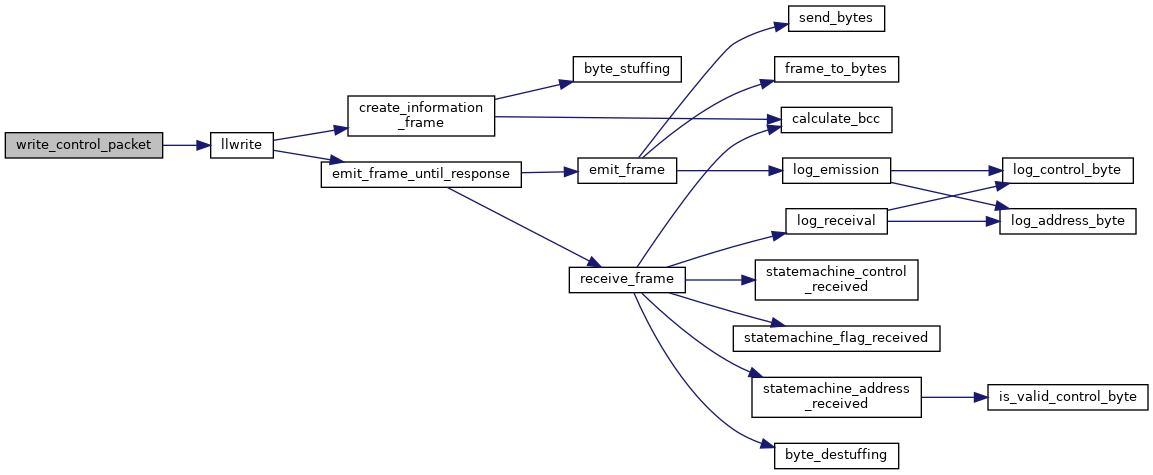 write_control_packet
llwrite
create_information
_frame
emit_frame_until_response
byte_stuffing
emit_frame
receive_frame
send_bytes
frame_to_bytes
calculate_bcc
log_emission
log_receival
statemachine_control
_received
statemachine_flag_received
statemachine_address
_received
byte_destuffing
log_control_byte
log_address_byte
is_valid_control_byte